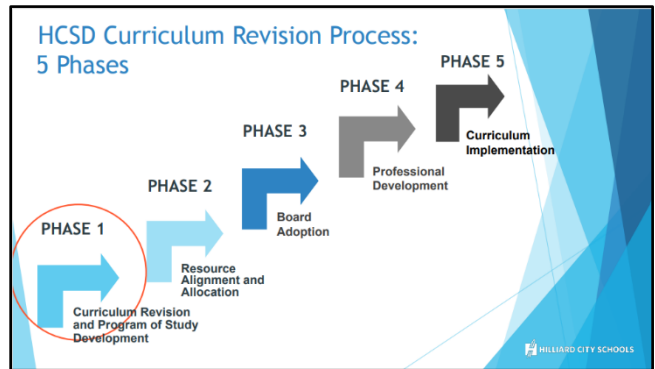 HCSD Curriculum Revision Process:
5 Phases
PHASE 1
Curriculum Revision
and Program of Study
Development
PHASE 2
Resource
Alignment and
Allocation
PHASE 3
Board
Adoption
PHASE 4
Professional
Development
PHASE 5
Curriculum
Implementation
HILLIARD CITY SCHOOLS